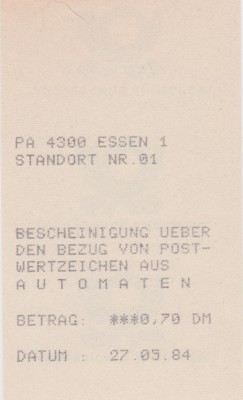 PA 4300 ESSEN 1
STANDORT NR.01
BESCHEINIGUNG UEBER
DEN BEZUG VON POST-
WERTZEICHEN AUS
A U T O M A T E N
BETRAG: ***0,70 DM
DATUM : 27.05.84